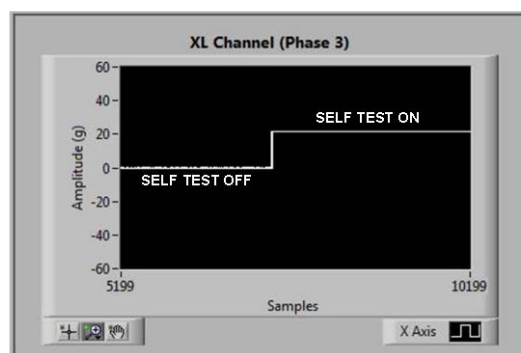 XL Channel (Phase 3)
Amplitude (g)
60
40
20
0
-20
-40
-60
SELF TEST ON
SELF TEST OFF
5199
10199
Samples
X Axis